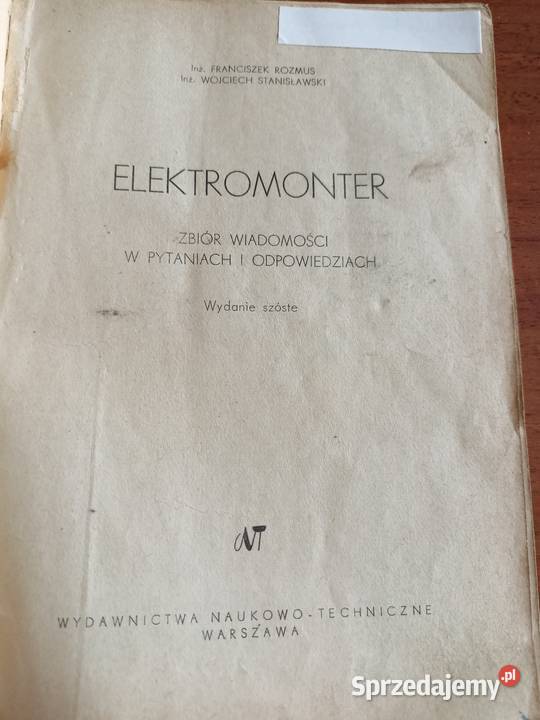 Inż. FRANCISZEK ROZMUS
Inż. WOJCIECH STANISŁAWSKI
ELEKTROMONTER
ZBIÓR WIADOMOŚCI
W PYTANIACH I ODPOWIEDZIACH
Wydanie szóste
WNT
WYDAWNICTWA NAUKOWO-TECHNICZNE
WARSZAWA
Sprzedajemy.pl